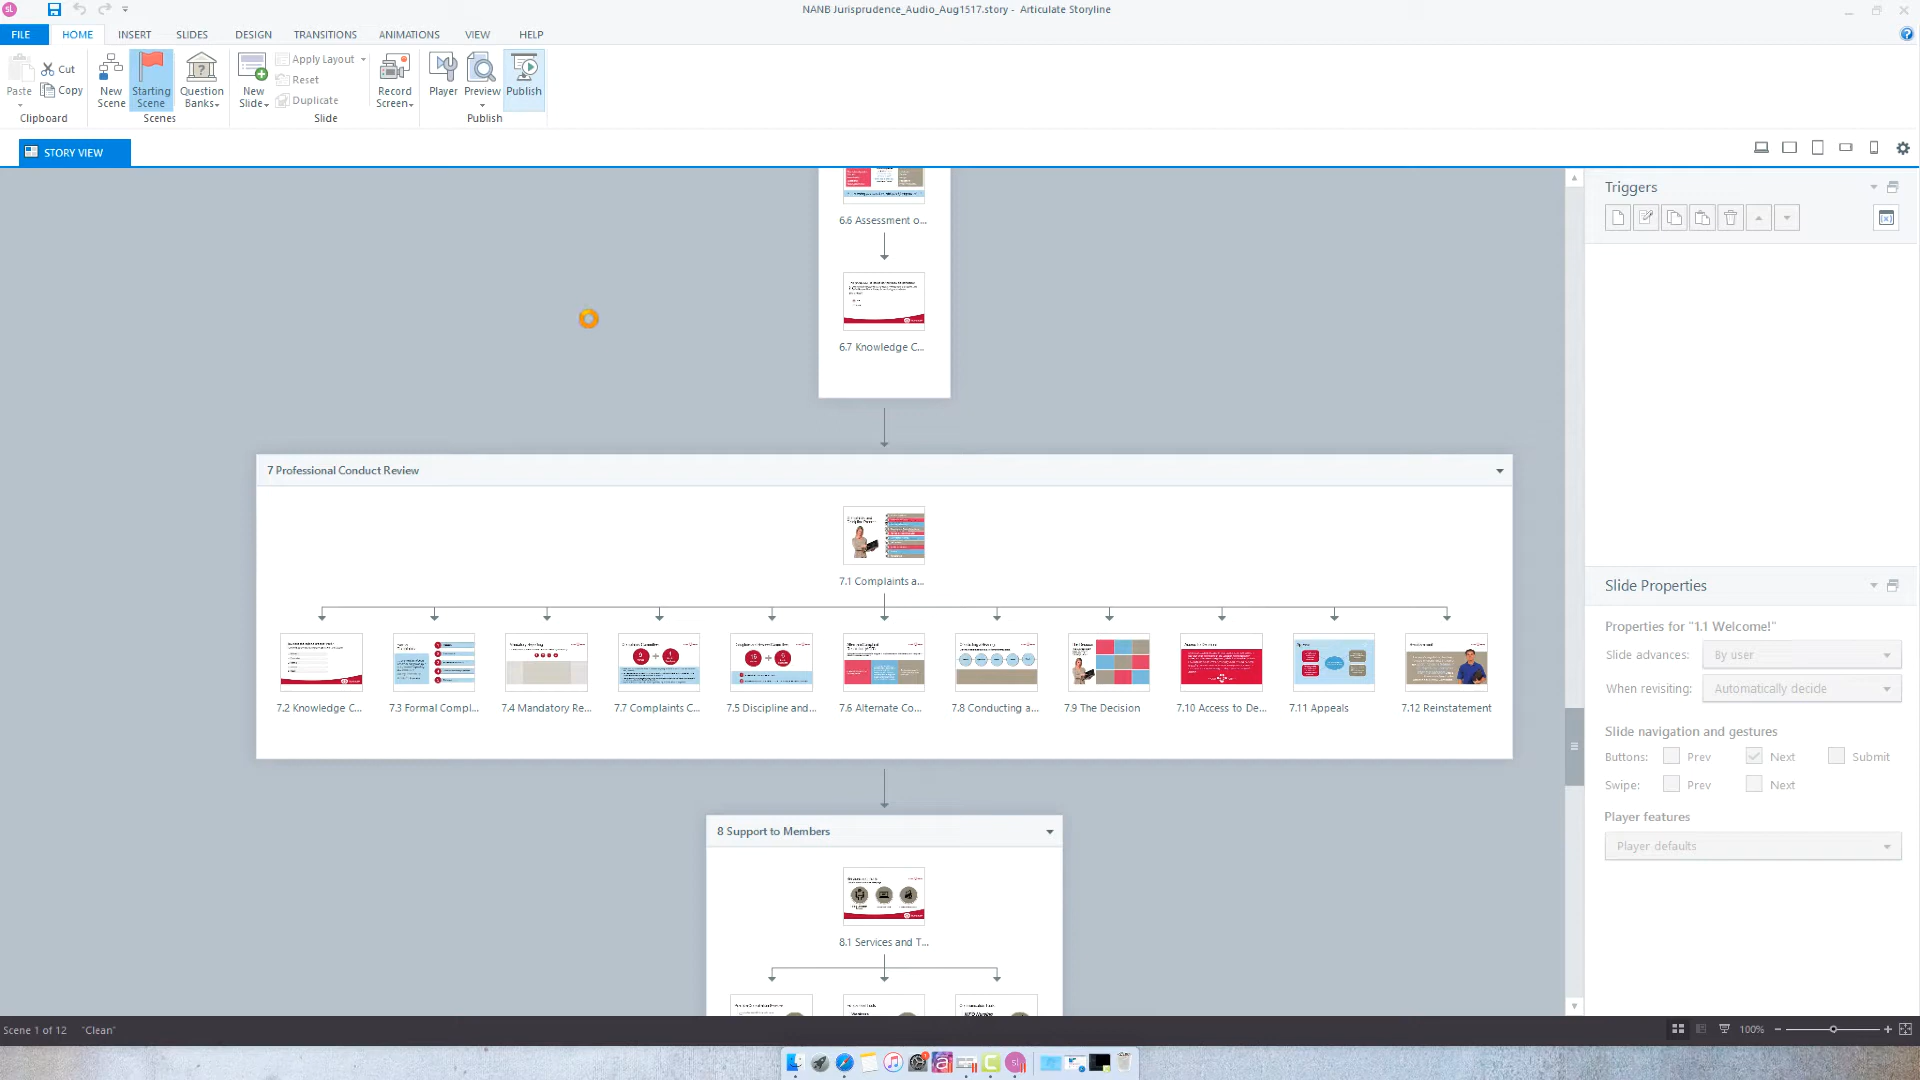 NANB Jurisprudence_Audio_Aug1517.story - Articulate Storyline
FILE
HOME
INSERT
SLIDES
DESIGN
TRANSITIONS
ANIMATIONS
VIEW
HELP
Paste
Cut
Copy
Clipboard
New Scene
Starting Scene
Question Banks
Scenes
New Slide
Apply Layout
Reset
Duplicate
Slide
Record Screen
Player
Preview
Publish
Publish
STORY VIEW
6.6 Assessment o...
6.7 Knowledge C...
7 Professional Conduct Review
7.1 Complaints a...
7.2 Knowledge C...
7.3 Formal Compl...
7.4 Mandatory Re...
7.7 Complaints C...
7.5 Discipline and...
7.6 Alternate Co...
7.8 Conducting a...
7.9 The Decision
7.10 Access to De...
7.11 Appeals
7.12 Reinstatement
8 Support to Members
8.1 Services and T...
Triggers
Slide Properties
Properties for "1.1 Welcome!"
Slide advances: By user
When revisiting: Automatically decide
Slide navigation and gestures
Buttons: Prev Next Submit
Swipe: Prev Next
Player features
Player defaults
Scene 1 of 12 "Clean"
100%